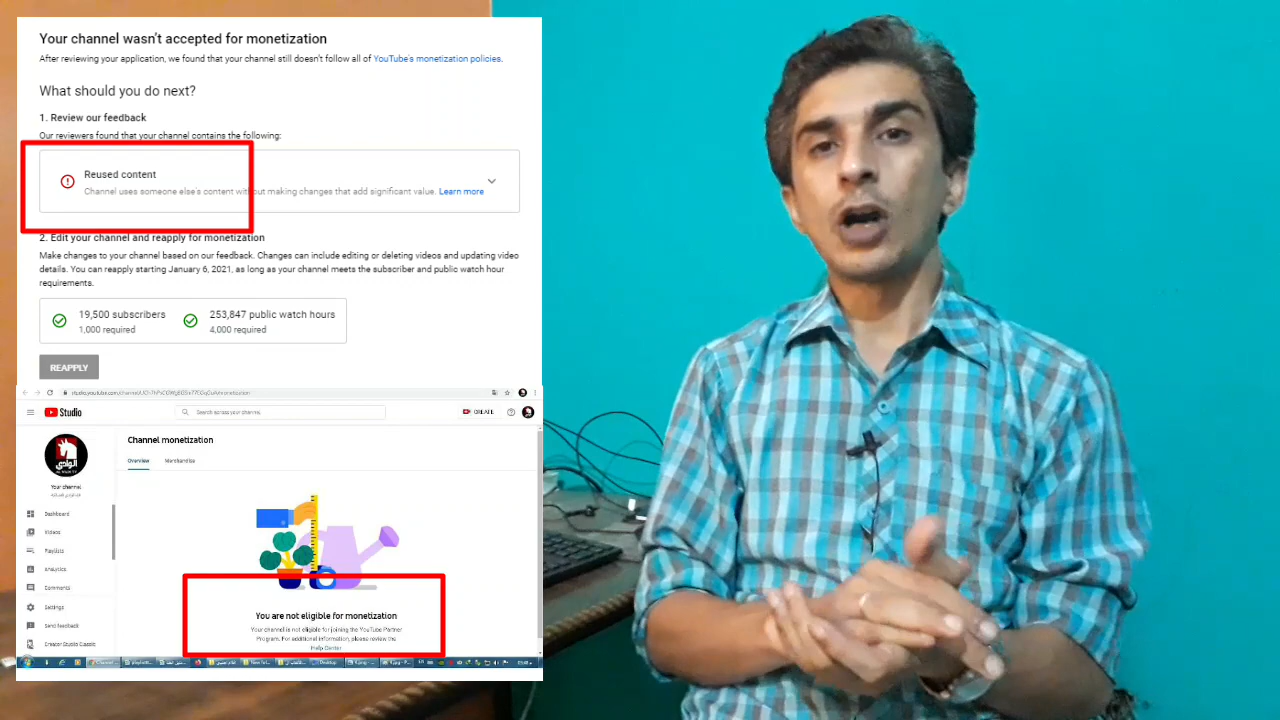 Your channel wasn't accepted for monetization
After reviewing your application, we found that your channel still doesn't follow all of YouTube's monetization policies.
What should you do next?
1. Review our feedback
Our reviewers found that your channel contains the following:
Reused content
Channel uses someone else's content without making changes that add significant value. Learn more
2. Edit your channel and reapply for monetization
Make changes to your channel based on our feedback. Changes can include editing or deleting videos and updating video
details. You can reapply starting January 6, 2021, as long as your channel meets the subscriber and public watch hour
requirements.
19,500 subscribers
1,000 required
253,847 public watch hours
4,000 required
REAPPLY
Studio
Search across your channel
CREATE
Channel monetization
Overview
Merchandise
الوادي
Your channel
Dashboard
Videos
Playlists
Analytics
Comments
Settings
Send feedback
Creator Studio Classic
You are not eligible for monetization
Your channel is not eligible for joining the YouTube Partner
Program. For additional information, please review the
Help Center